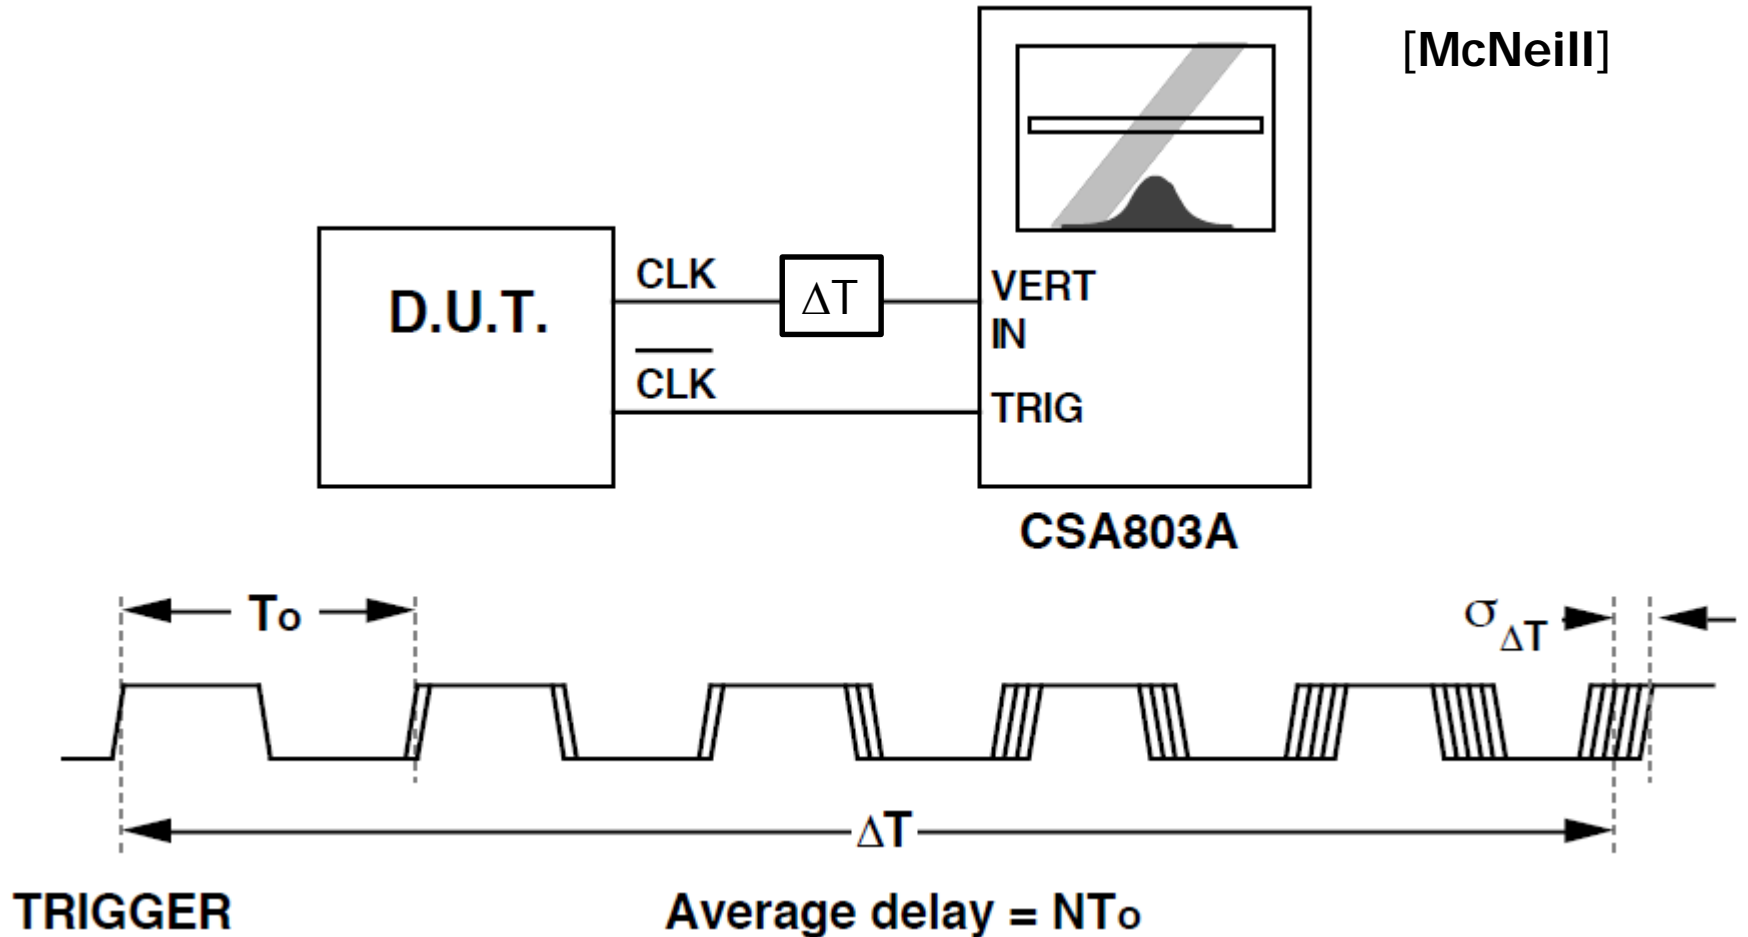 [McNeill]
D.U.T.
CLK
ΔT
VERT
IN
CLK
TRIG
CSA803A
To
σΔT
ΔT
TRIGGER
Average delay = NTo